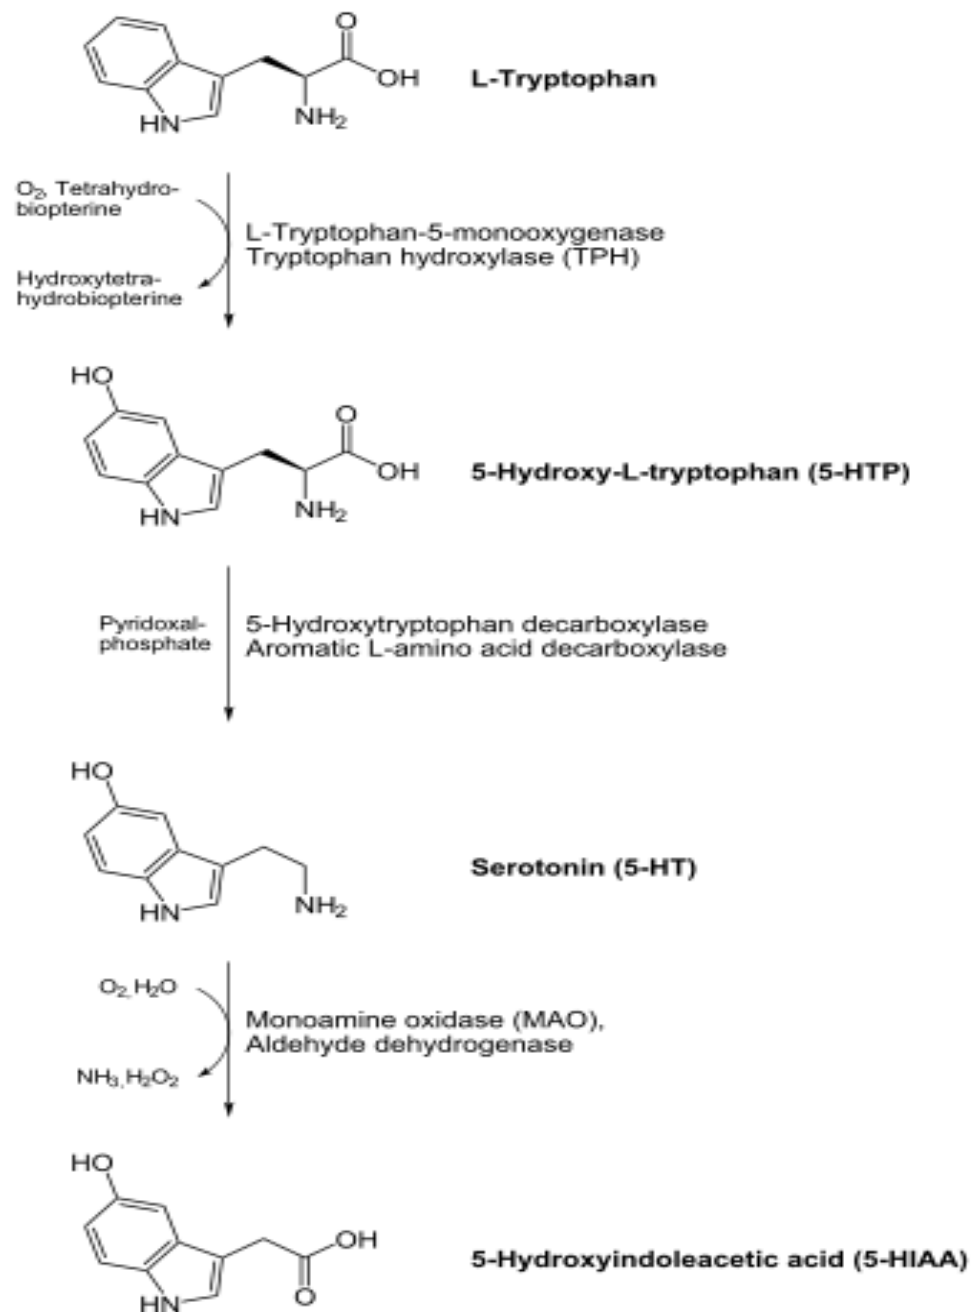 O
OH
NH₂
HN
L-Tryptophan
O₂, Tetrahydro-
biopterine
L-Tryptophan-5-monooxygenase
Tryptophan hydroxylase (TPH)
Hydroxytetra-
hydrobiopterine
HO
O
OH
NH₂
HN
5-Hydroxy-L-tryptophan (5-HTP)
Pyridoxal-
phosphate
5-Hydroxytryptophan decarboxylase
Aromatic L-amino acid decarboxylase
HO
NH₂
HN
Serotonin (5-HT)
O₂, H₂O
Monoamine oxidase (MAO),
Aldehyde dehydrogenase
NH₃, H₂O₂
HO
OH
O
HN
5-Hydroxyindoleacetic acid (5-HIAA)